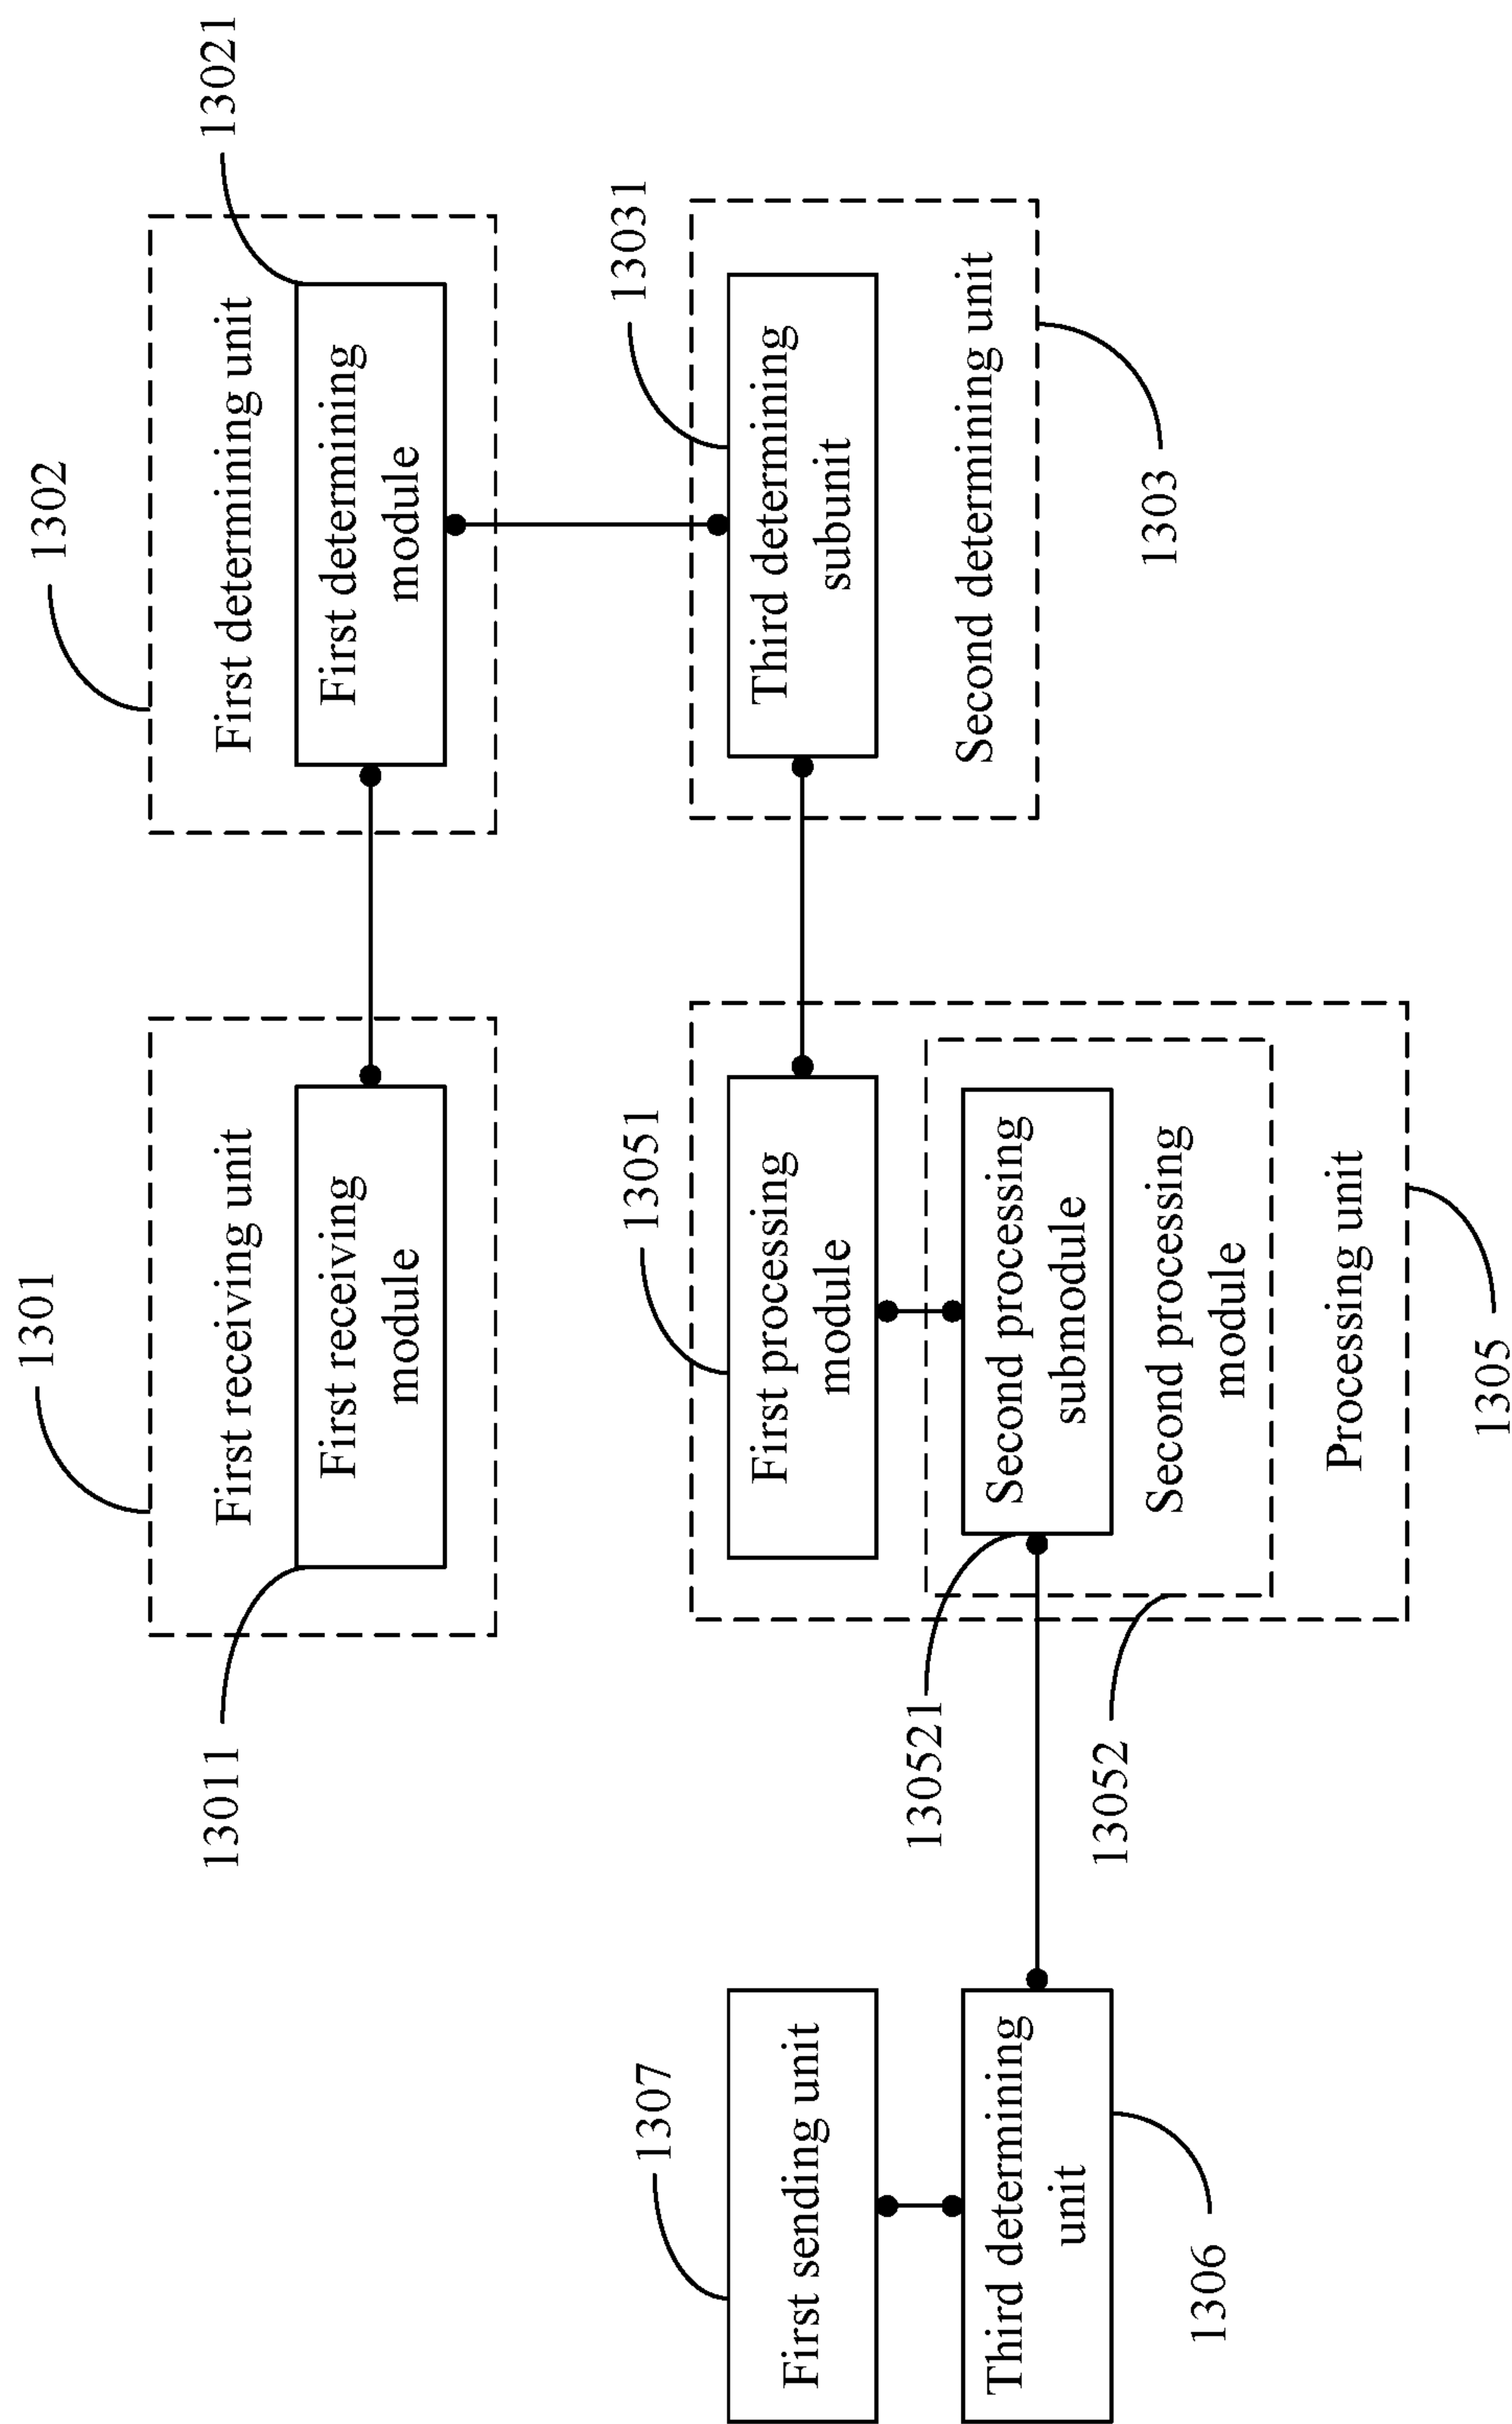 1301
1302
First receiving unit
First determining unit
13011
First receiving
module
13021
First determining
module
1307
First sending unit
13051
First processing
module
13031
Third determining
subunit
Second determining unit
1303
Third determining
unit
1306
130521
Second processing
submodule
13052
Second processing
module
Processing unit
1305